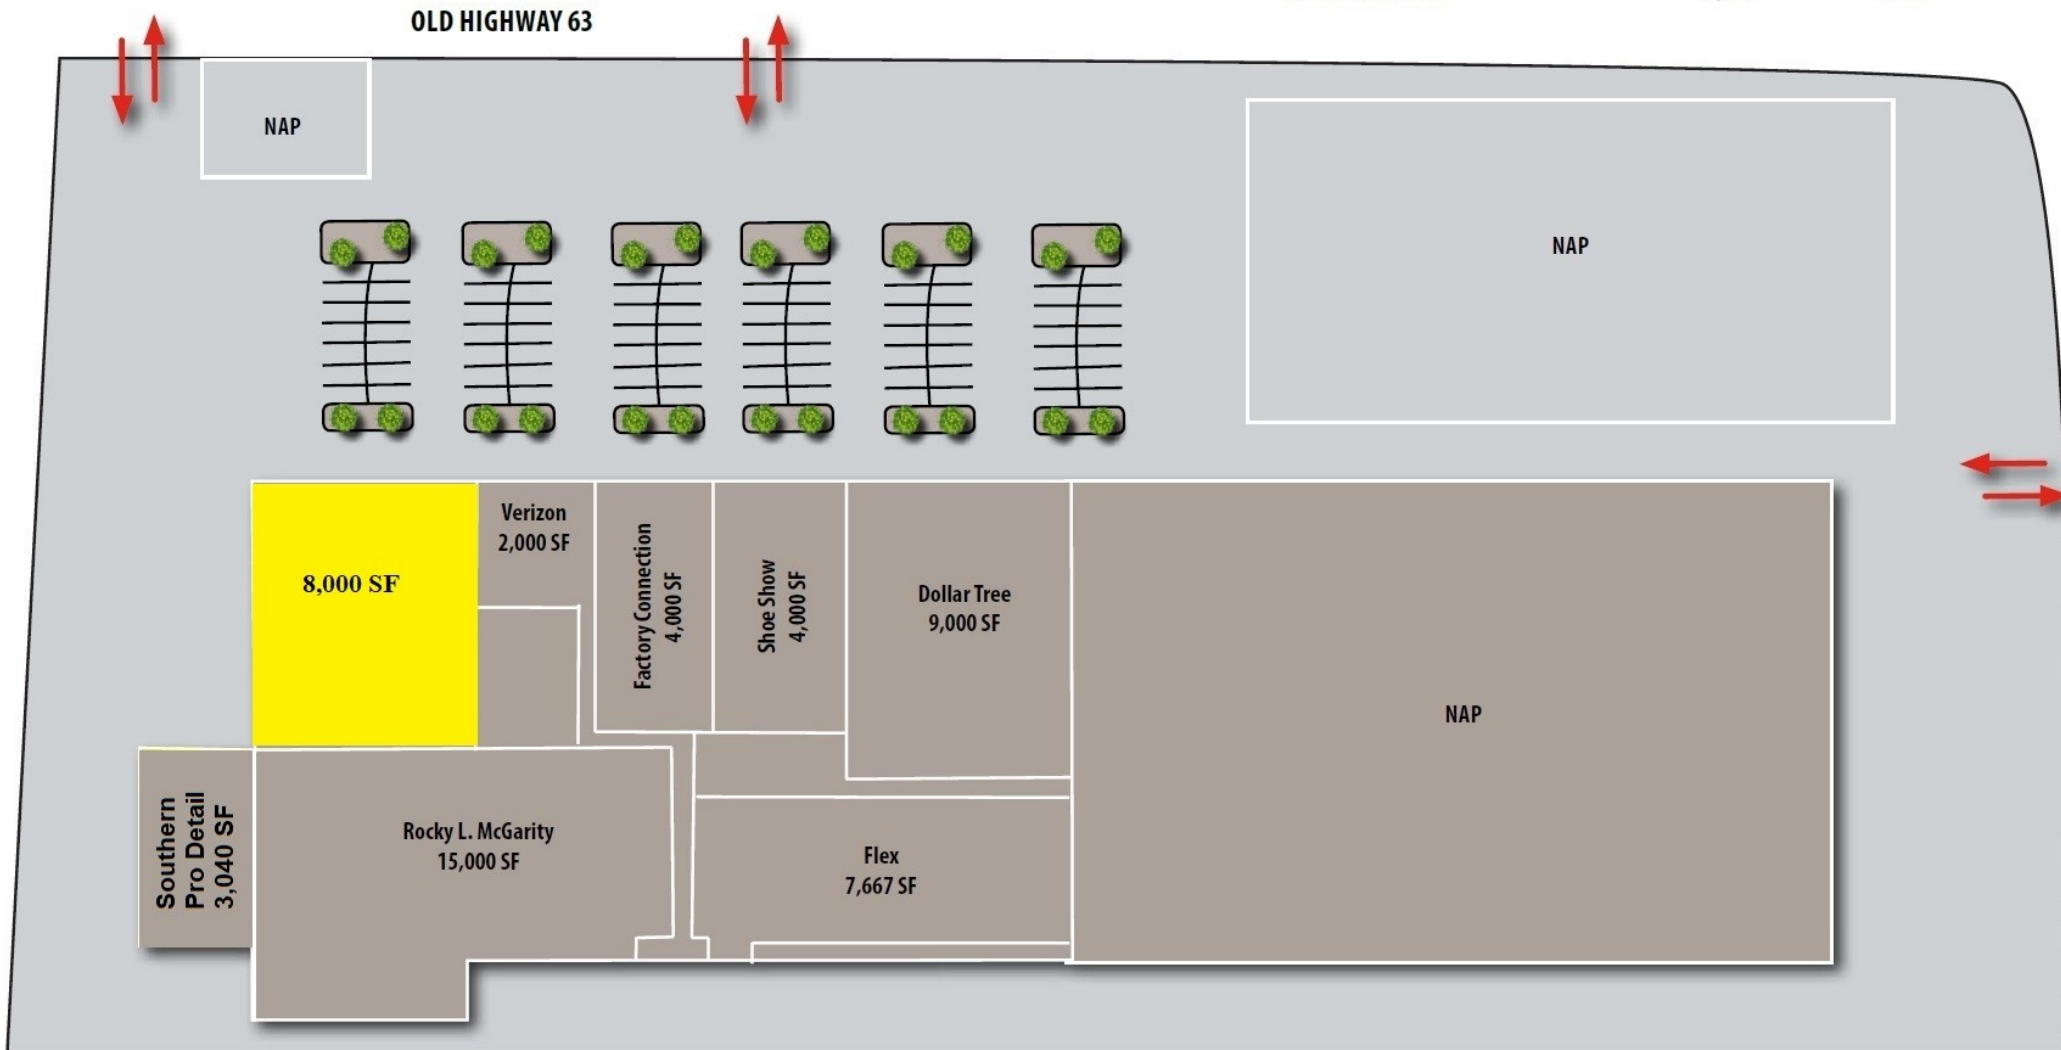 OLD HIGHWAY 63
NAP
NAP
8,000 SF
Verizon
2,000 SF
Factory Connection
4,000 SF
Shoe Show
4,000 SF
Dollar Tree
9,000 SF
NAP
Southern
Pro Detail
3,040 SF
Rocky L. McGarity
15,000 SF
Flex
7,667 SF